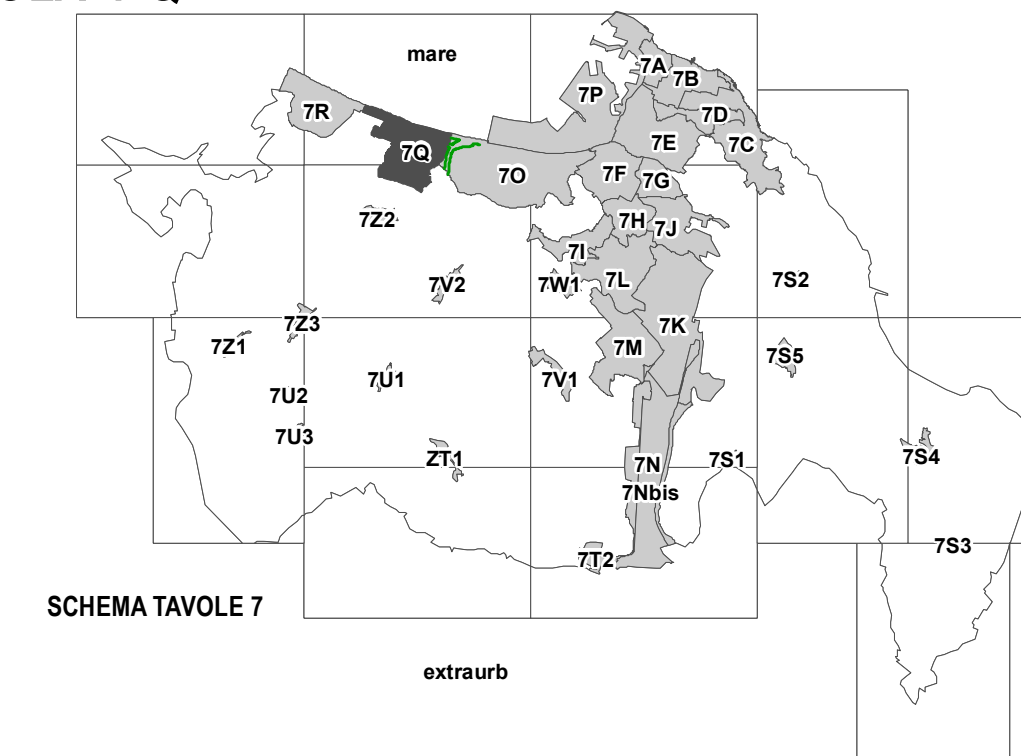 mare
7A
7B
7P
7R
7D
7E
7C
7Q
7O
7F
7G
7Z2
7H
7J
7I
7V2
7W1
7L
7S2
7Z3
7K
7Z1
7M
7S5
7U1
7V1
7U2
7U3
ZT1
7N
7S1
7S4
7Nbis
7S3
7T2
SCHEMA TAVOLE 7
extraurb